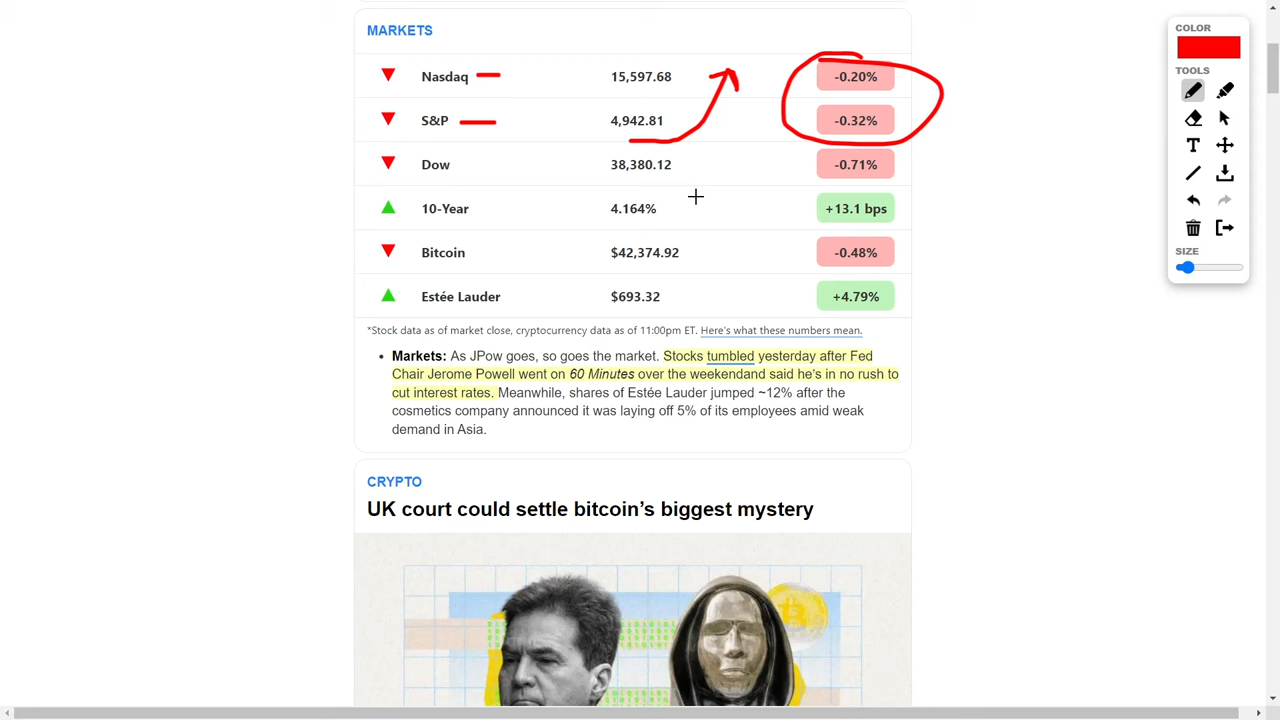 MARKETS
Nasdaq 15,597.68 -0.20%
S&P 4,942.81 -0.32%
Dow 38,380.12 -0.71%
10-Year 4.164% +13.1 bps
Bitcoin $42,374.92 -0.48%
Estée Lauder $693.32 +4.79%
*Stock data as of market close, cryptocurrency data as of 11:00pm ET. Here's what these numbers mean.
• Markets: As JPow goes, so goes the market. Stocks tumbled yesterday after Fed
Chair Jerome Powell went on 60 Minutes over the weekendand said he's in no rush to
cut interest rates. Meanwhile, shares of Estée Lauder jumped ~12% after the
cosmetics company announced it was laying off 5% of its employees amid weak
demand in Asia.
CRYPTO
UK court could settle bitcoin's biggest mystery
COLOR
TOOLS
T
SIZE